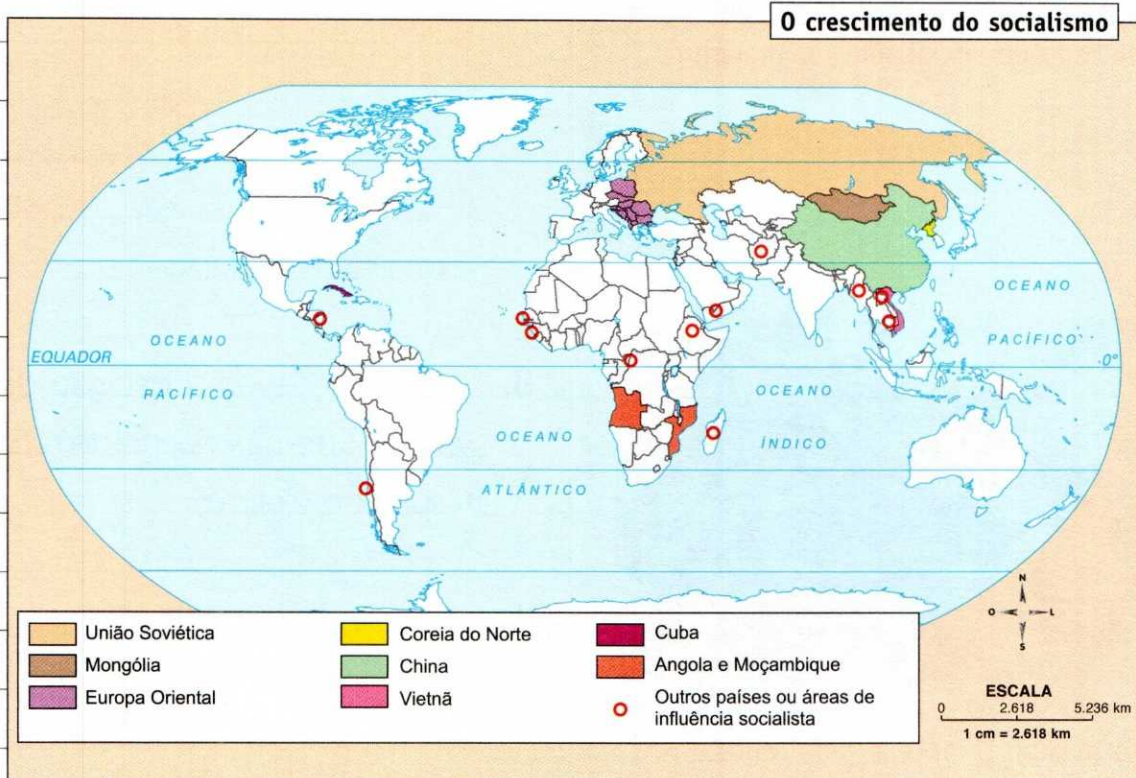 O crescimento do socialismo
OCEANO
PACÍFICO
EQUADOR
OCEANO
PACÍFICO
0°
OCEANO
ATLÂNTICO
OCEANO
ÍNDICO
N
O
L
S
União Soviética
Mongólia
Europa Oriental
Coreia do Norte
China
Vietnã
Cuba
Angola e Moçambique
Outros países ou áreas de
influência socialista
ESCALA
0 2.618 5.236 km
1 cm = 2.618 km
OCEANO
PACÍFICO